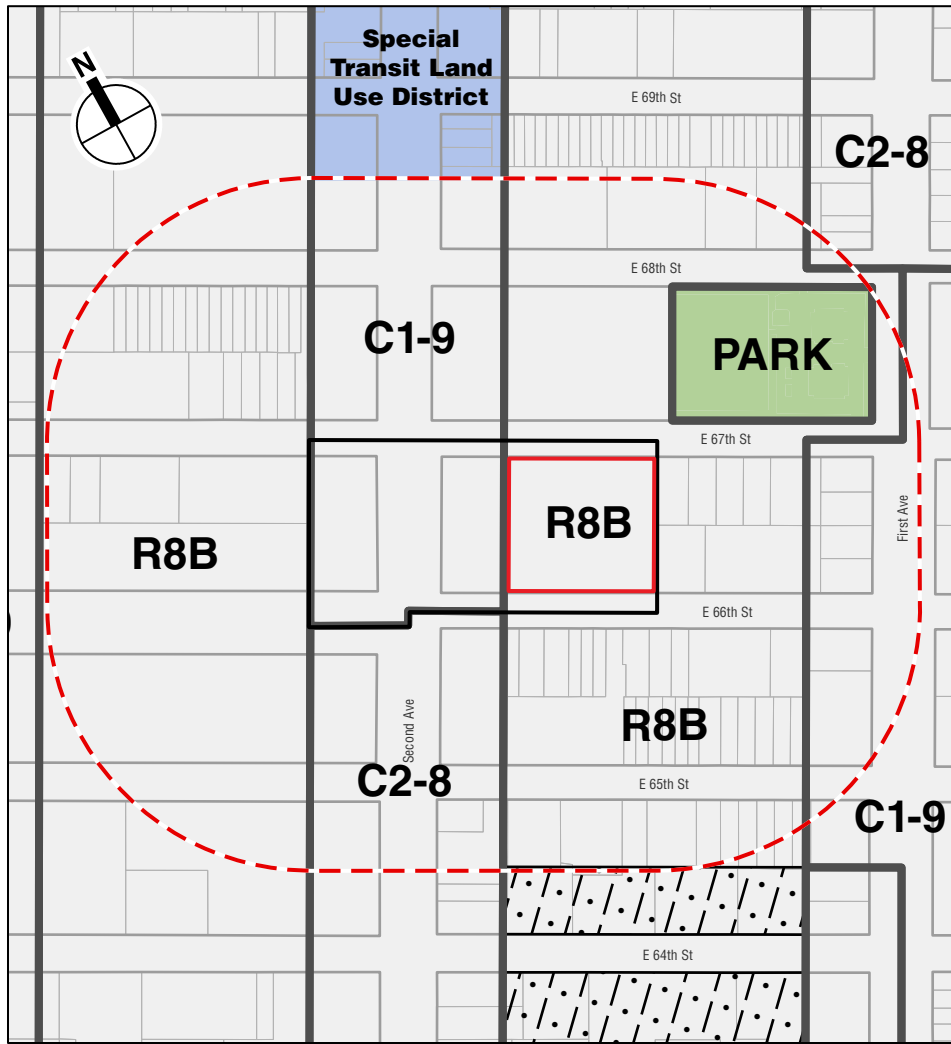 Special
Transit Land
Use District
N
E 69th St
C2-8
E 68th St
C1-9
PARK
E 67th St
R8B
R8B
First Ave
E 66th St
R8B
Second Ave
C2-8
E 65th St
C1-9
E 64th St